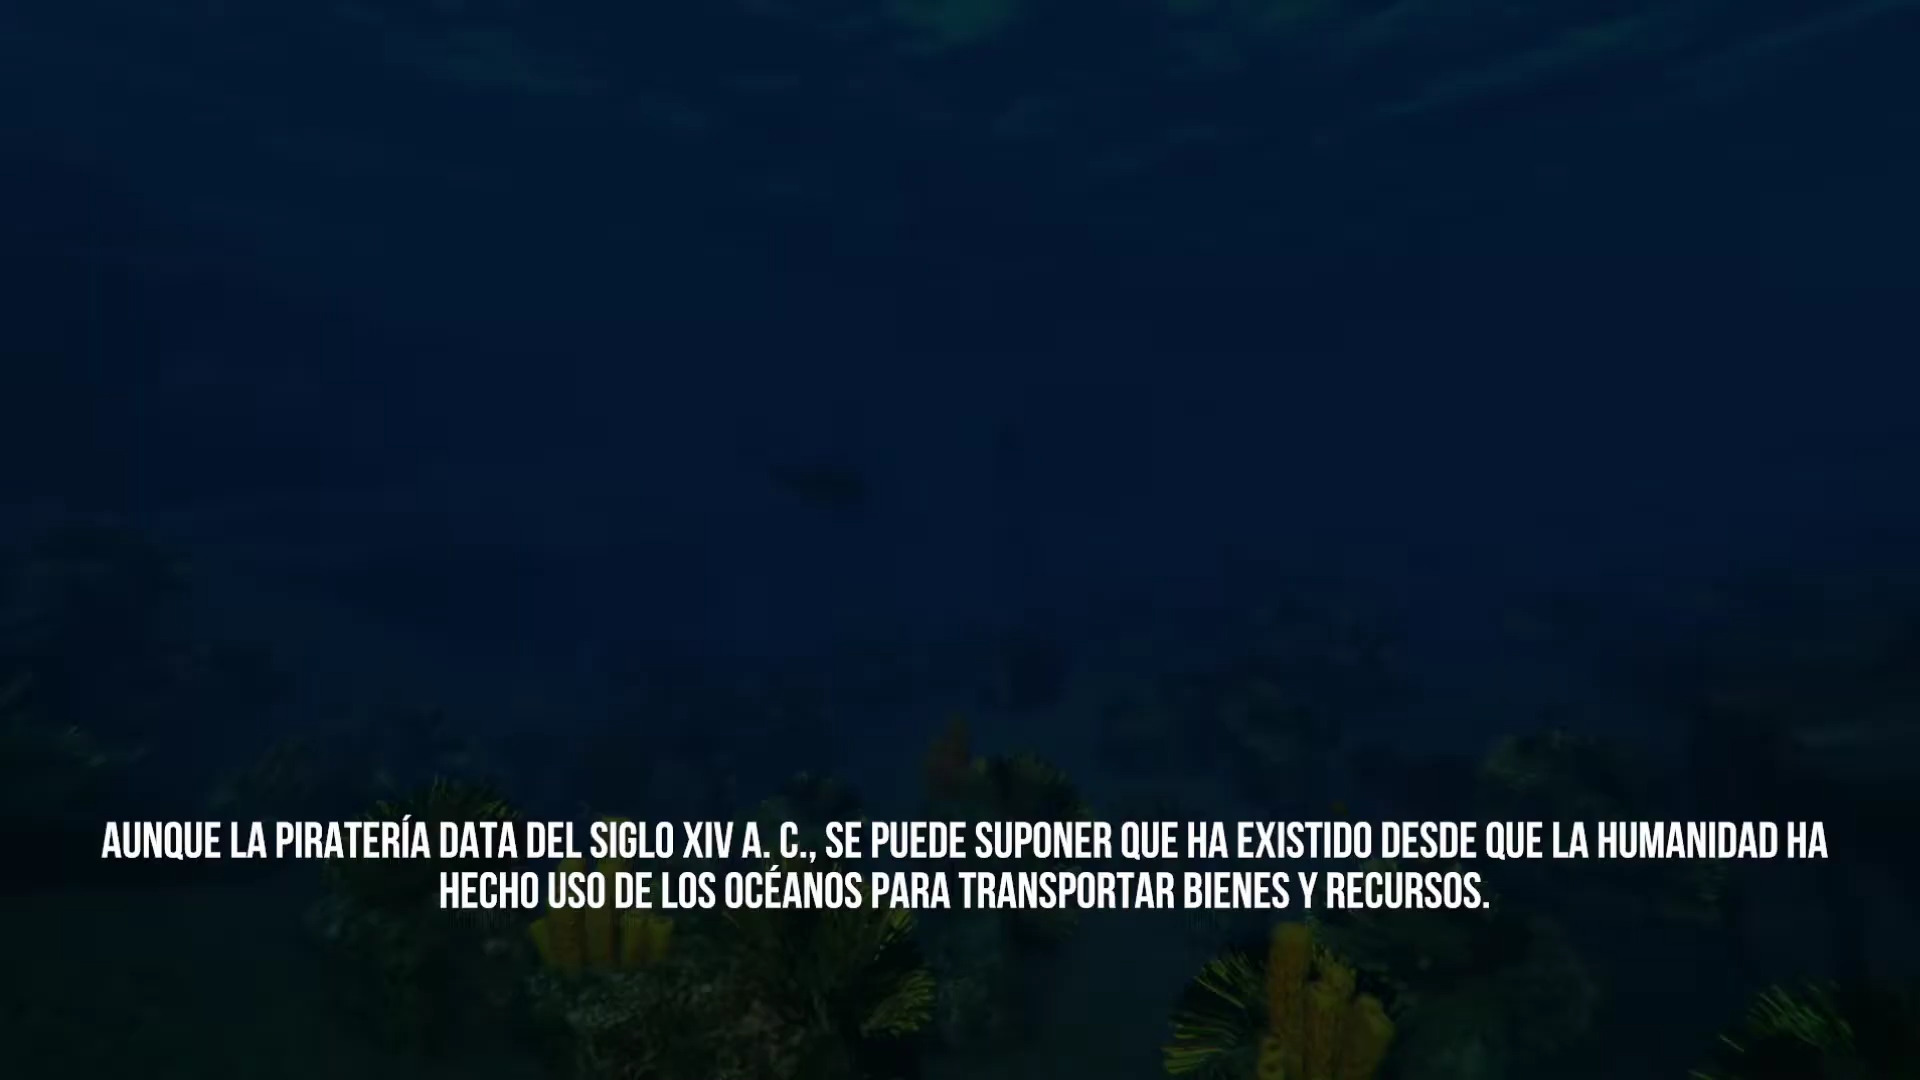 AUNQUE LA PIRATERÍA DATA DEL SIGLO XIV A. C., SE PUEDE SUPONER QUE HA EXISTIDO DESDE QUE LA HUMANIDAD HA
HECHO USO DE LOS OCÉANOS PARA TRANSPORTAR BIENES Y RECURSOS.